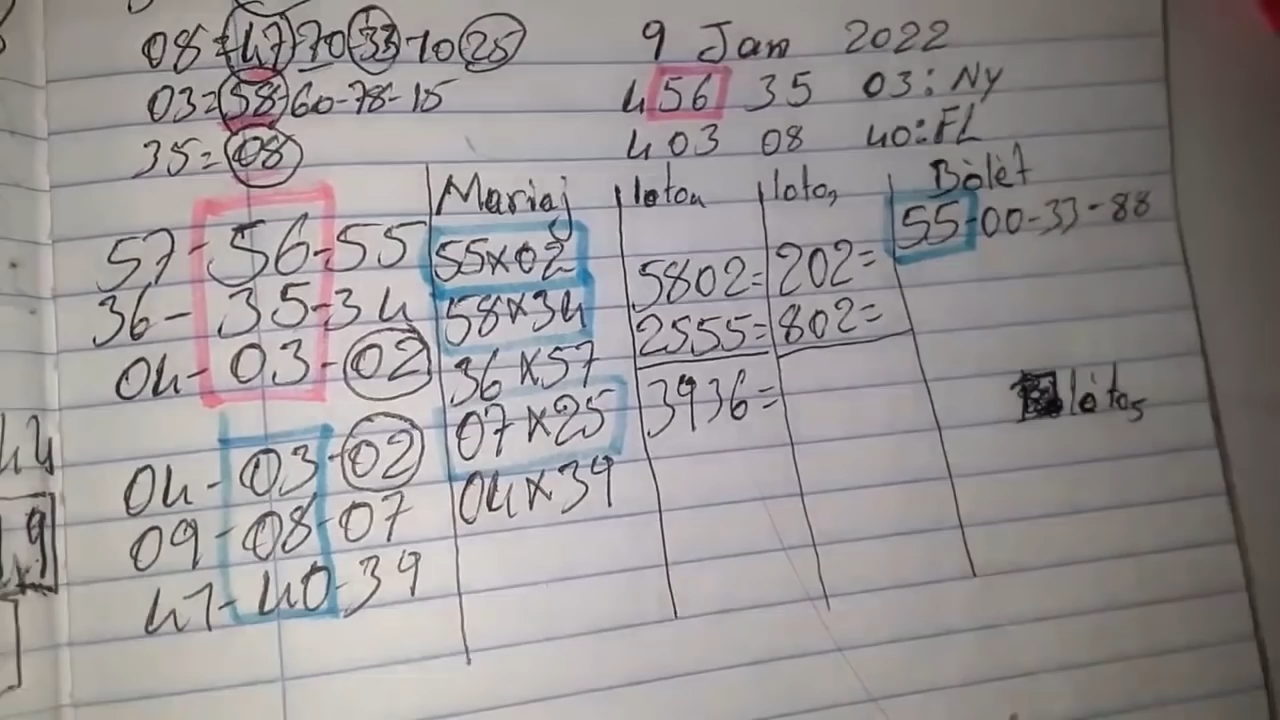 08=47-70 33-10 25
03=58 60-78-15
35=08
9 Jan 2022
456 35 03: Ny
403 08 40: FL
57-56-55
36-35-34
04-03-02
04-03-02
09-08-07
41-40-39
Mariaj
55x02
58x34
36x57
07x25
04x39
loto4
5802=
2555=
3936=
loto3
202=
802=
Bòlèt
55-00-33-88